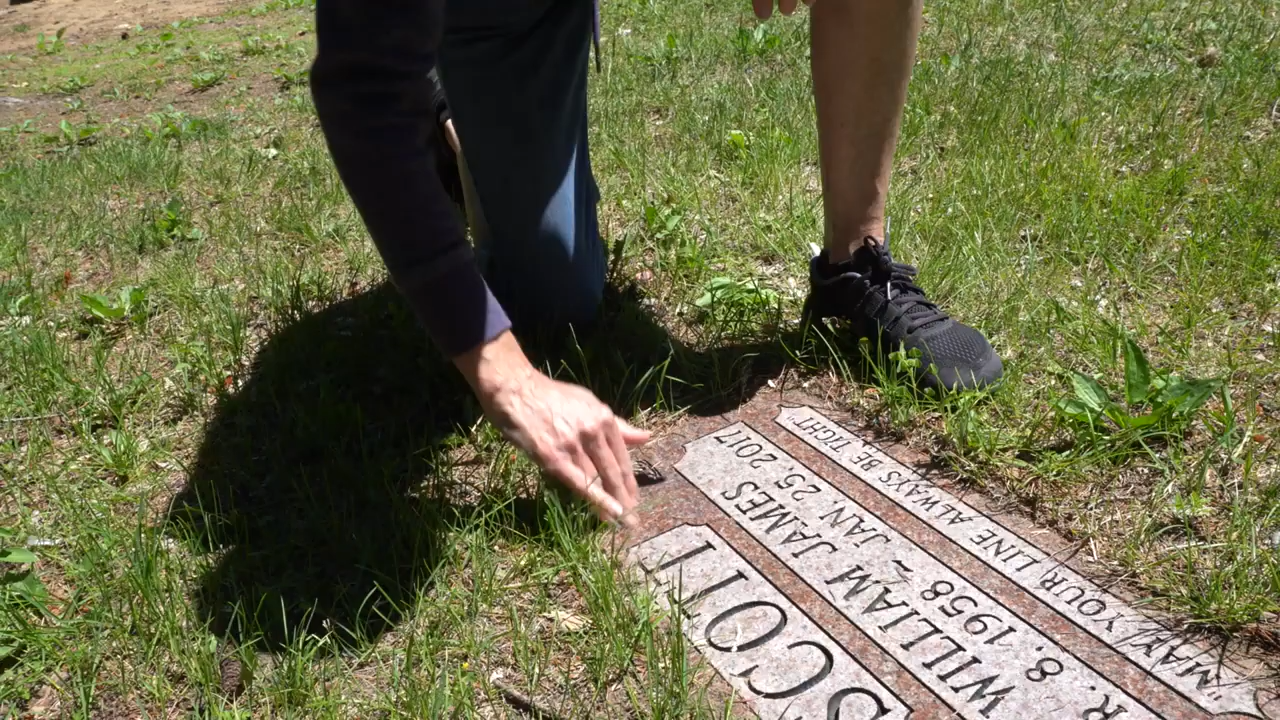 SCOTT
WILLIAM JAMES
R. 8. 1958 ~ JAN 25, 2017
"MAY YOUR LINE ALWAYS BE TIGHT